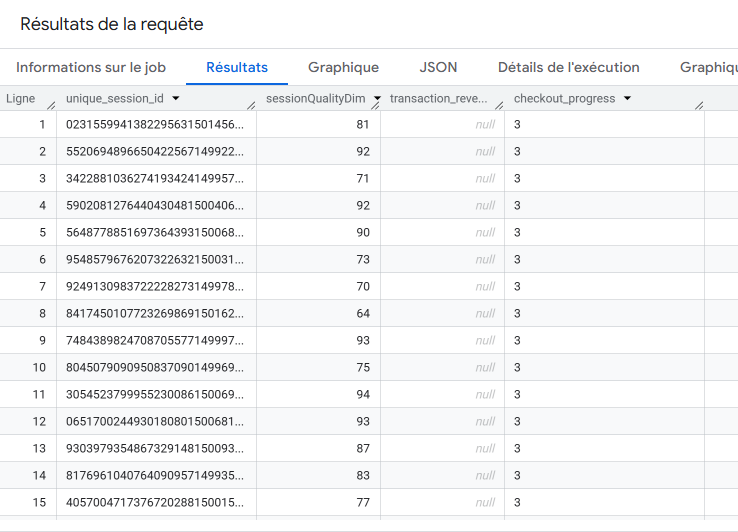 Résultats de la requête
Informations sur le job Résultats Graphique JSON Détails de l'exécution Graphiq
Ligne unique_session_id sessionQualityDim transaction_reve... checkout_progress
1 0231559941382295631501456... 81 null 3
2 5520694896650422567149922... 92 null 3
3 3422881036274193424149957... 71 null 3
4 5902081276440430481500406... 92 null 3
5 5648778851697364393150068... 90 null 3
6 9548579676207322632150031... 73 null 3
7 9249130983722228273149978... 70 null 3
8 8417450107723269869150162... 64 null 3
9 7484389824708705577149997... 93 null 3
10 8045079090950837090149969... 75 null 3
11 3054523799955230086150069... 94 null 3
12 0651700244930180801500681... 93 null 3
13 9303979354867329148150093... 87 null 3
14 8176961040764090957149935... 83 null 3
15 4057004717376720288150015... 77 null 3